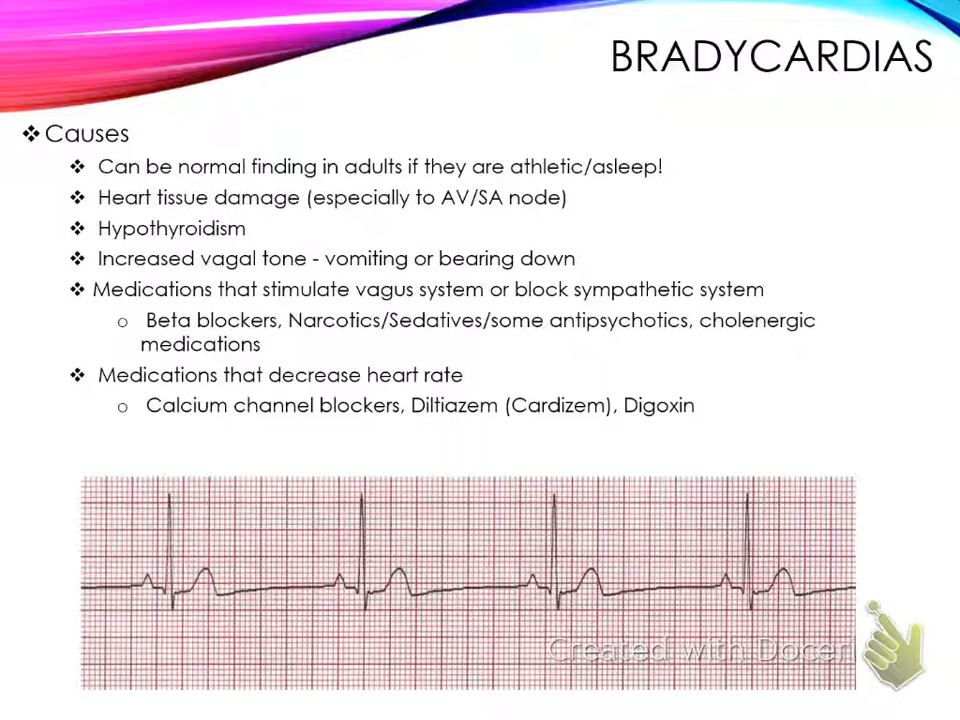 BRADYCARDIAS
❖Causes
❖ Can be normal finding in adults if they are athletic/asleep!
❖ Heart tissue damage (especially to AV/SA node)
❖ Hypothyroidism
❖ Increased vagal tone - vomiting or bearing down
❖ Medications that stimulate vagus system or block sympathetic system
o Beta blockers, Narcotics/Sedatives/some antipsychotics, cholenergic
medications
❖ Medications that decrease heart rate
o Calcium channel blockers, Diltiazem (Cardizem), Digoxin
Created with Doceri